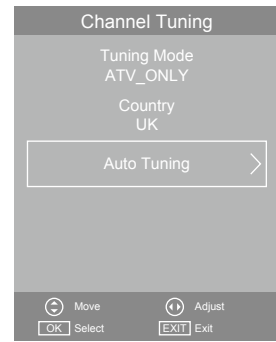 Channel Tuning
Tuning Mode
ATV_ONLY
Country
UK
Auto Tuning
Move Adjust
OK Select EXIT Exit